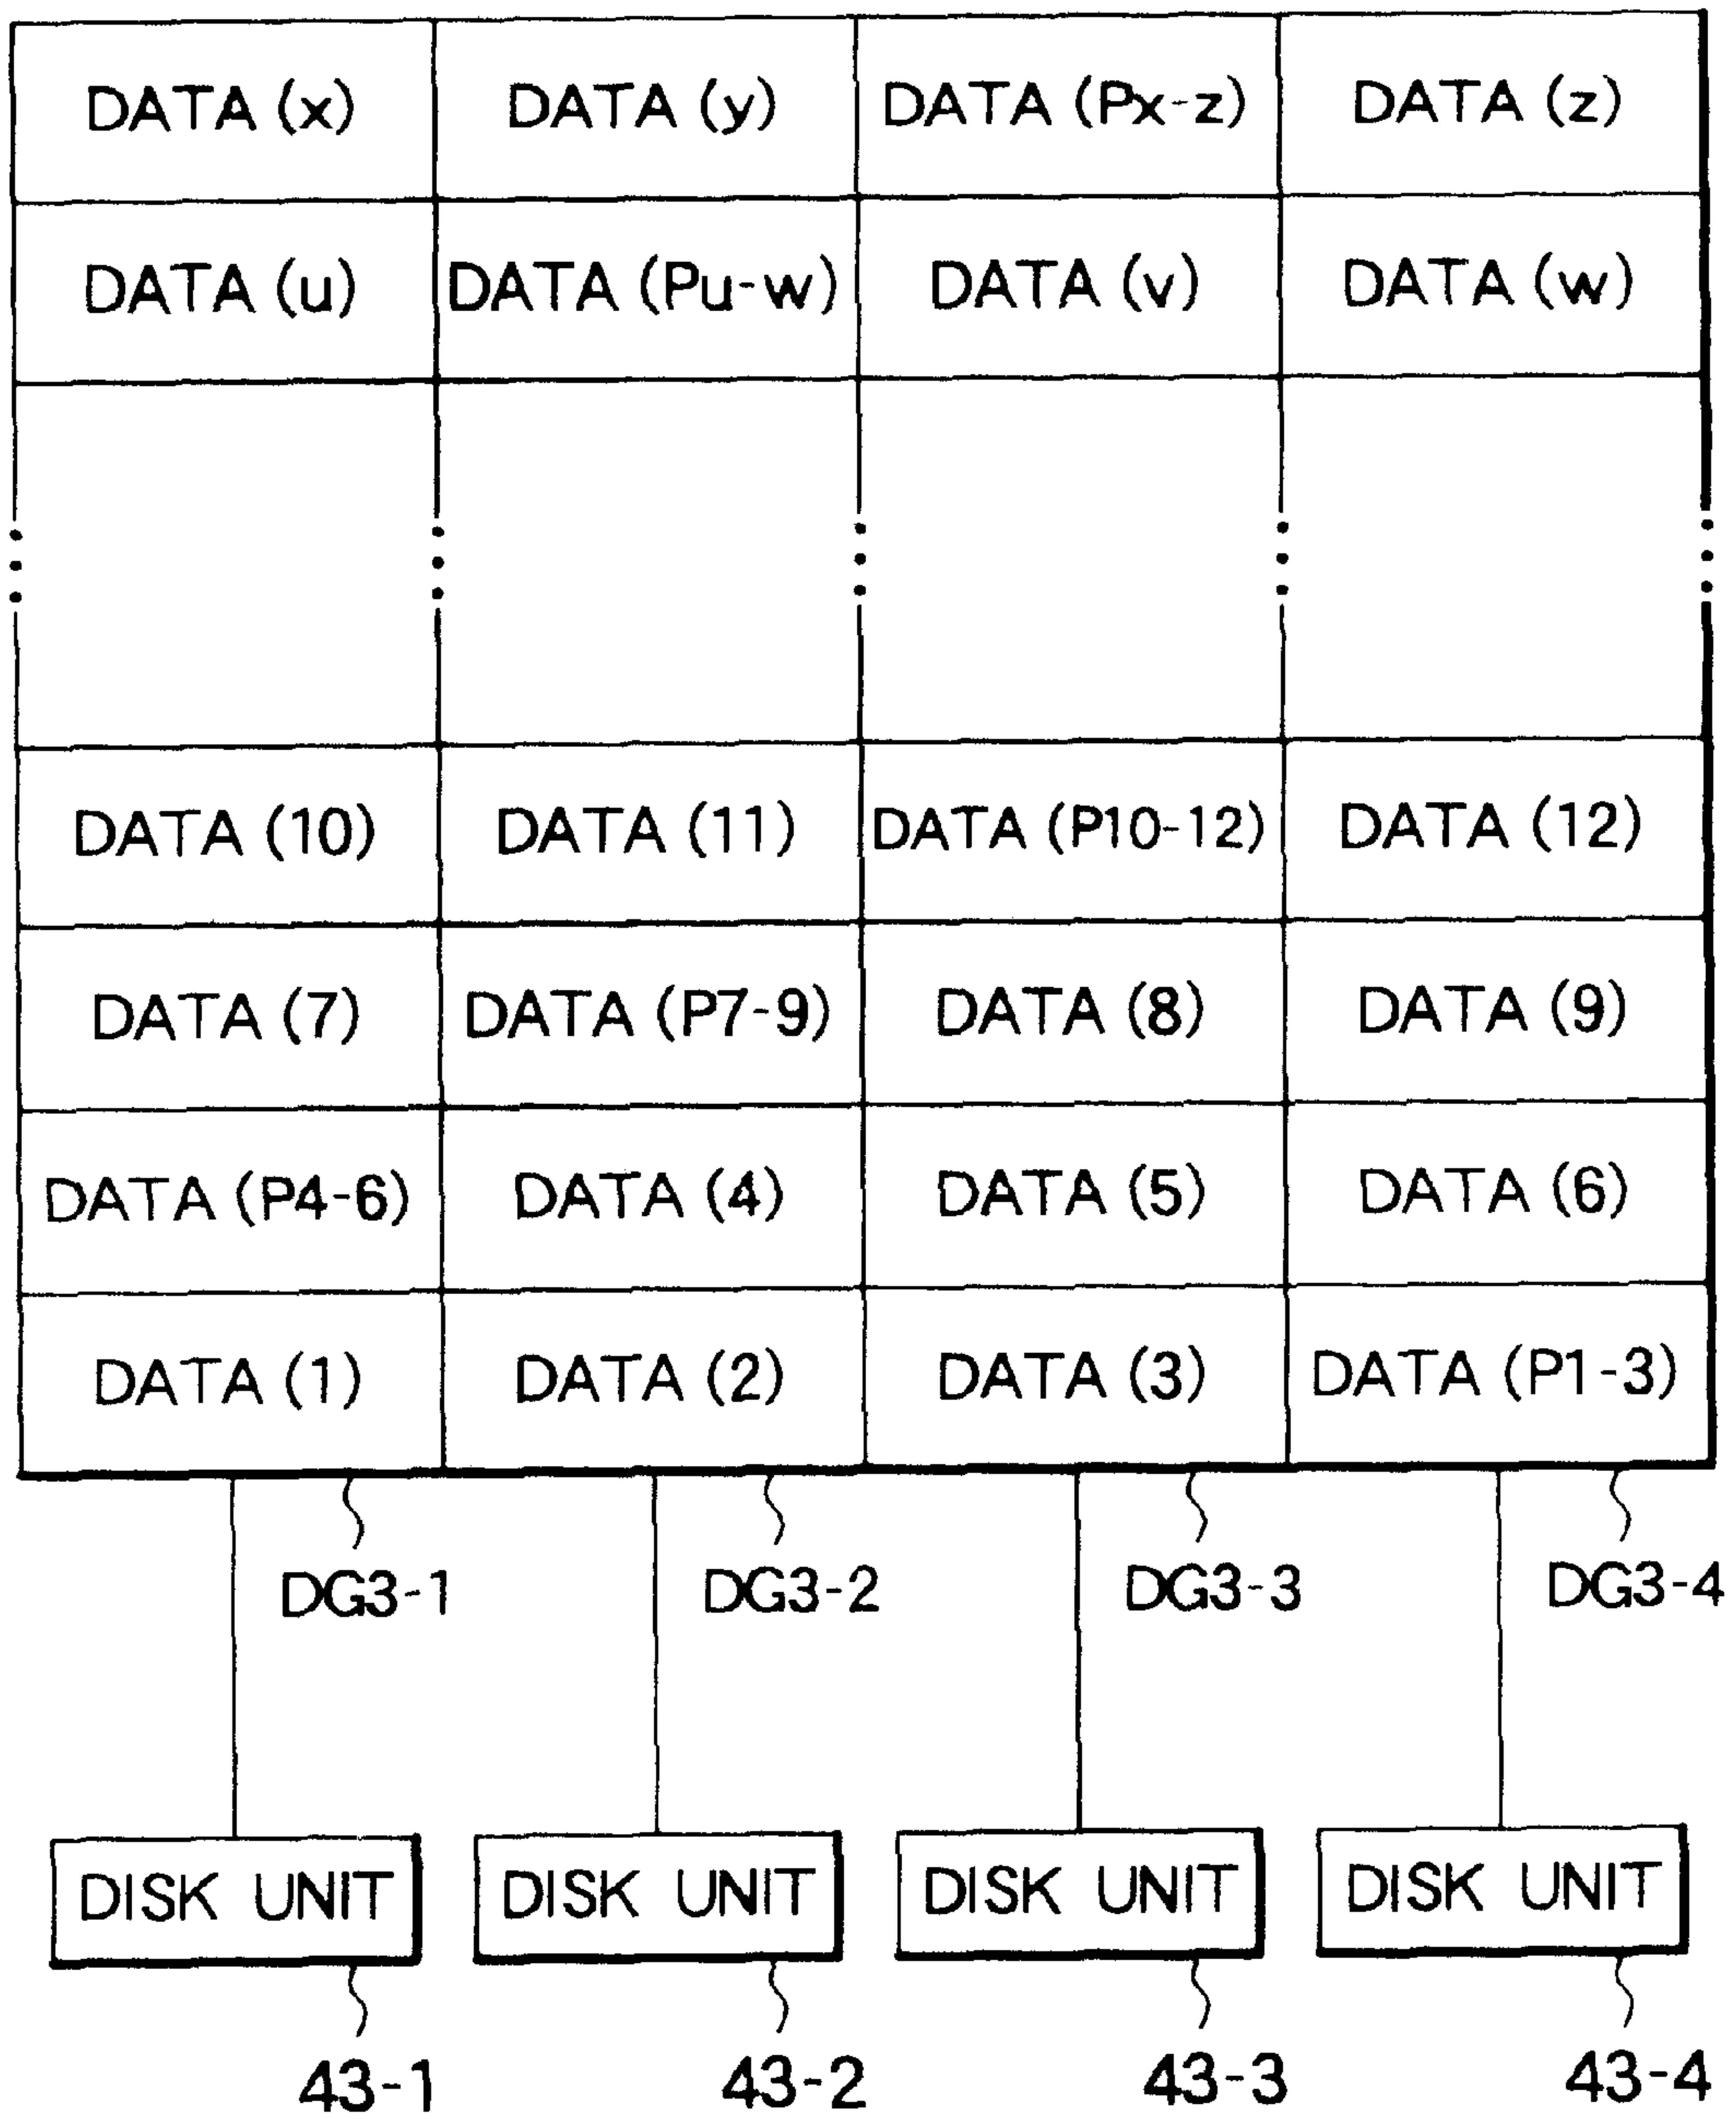 DATA (x) DATA (y) DATA (Px-z) DATA (z)
DATA (u) DATA (Pu-w) DATA (v) DATA (w)
DATA (10) DATA (11) DATA (P10-12) DATA (12)
DATA (7) DATA (P7-9) DATA (8) DATA (9)
DATA (P4-6) DATA (4) DATA (5) DATA (6)
DATA (1) DATA (2) DATA (3) DATA (P1-3)
DG3-1 DG3-2 DG3-3 DG3-4
DISK UNIT DISK UNIT DISK UNIT DISK UNIT
43-1 43-2 43-3 43-4